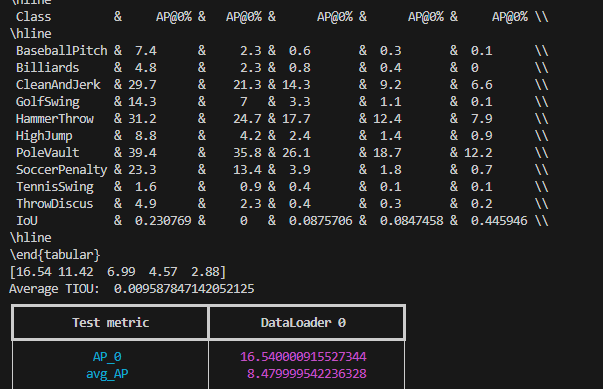 \hline
Class & AP@0% & AP@0% & AP@0% & AP@0% & AP@0% \\
\hline
BaseballPitch & 7.4 & 2.3 & 0.6 & 0.3 & 0.1 \\
Billiards & 4.8 & 2.3 & 0.8 & 0.4 & 0 \\
CleanAndJerk & 29.7 & 21.3 & 14.3 & 9.2 & 6.6 \\
GolfSwing & 14.3 & 7 & 3.3 & 1.1 & 0.1 \\
HammerThrow & 31.2 & 24.7 & 17.7 & 12.4 & 7.9 \\
HighJump & 8.8 & 4.2 & 2.4 & 1.4 & 0.9 \\
PoleVault & 39.4 & 35.8 & 26.1 & 18.7 & 12.2 \\
SoccerPenalty & 23.3 & 13.4 & 3.9 & 1.8 & 0.7 \\
TennisSwing & 1.6 & 0.9 & 0.4 & 0.1 & 0.1 \\
ThrowDiscus & 4.9 & 2.3 & 0.4 & 0.3 & 0.2 \\
IoU & 0.230769 & 0 & 0.0875706 & 0.0847458 & 0.445946 \\
\hline
\end{tabular}
[16.54 11.42 6.99 4.57 2.88]
Average TIOU: 0.009587847142052125
Test metric DataLoader 0
AP_0 16.540000915527344
avg_AP 8.479999542236328